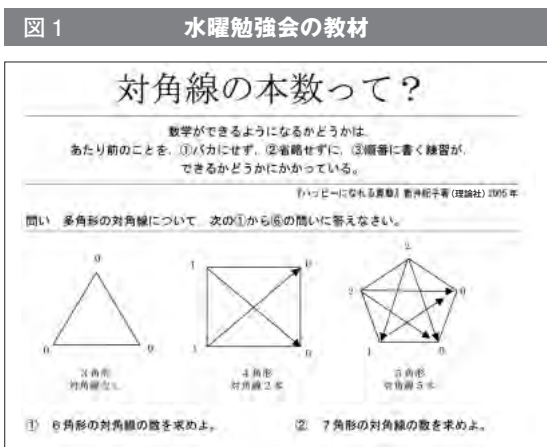 図1 水曜勉強会の教材
対角線の本数って？
数学ができるようになるかどうかは、
あたり前のことを、①バカにせず、②省略せずに、③順番に書く練習が、
できるかどうかにかかっている。
『ハッピーになれる算数』新井紀子著(理論社)2005年
問い 多角形の対角線について、次の①から⑥の問いに答えなさい。
0
0 0
3角形
対角線なし
1 0
1 0
4角形
対角線2本
2
2 0
1 0
5角形
対角線5本
① 6角形の対角線の数を求めよ。 ② 7角形の対角線の数を求めよ。